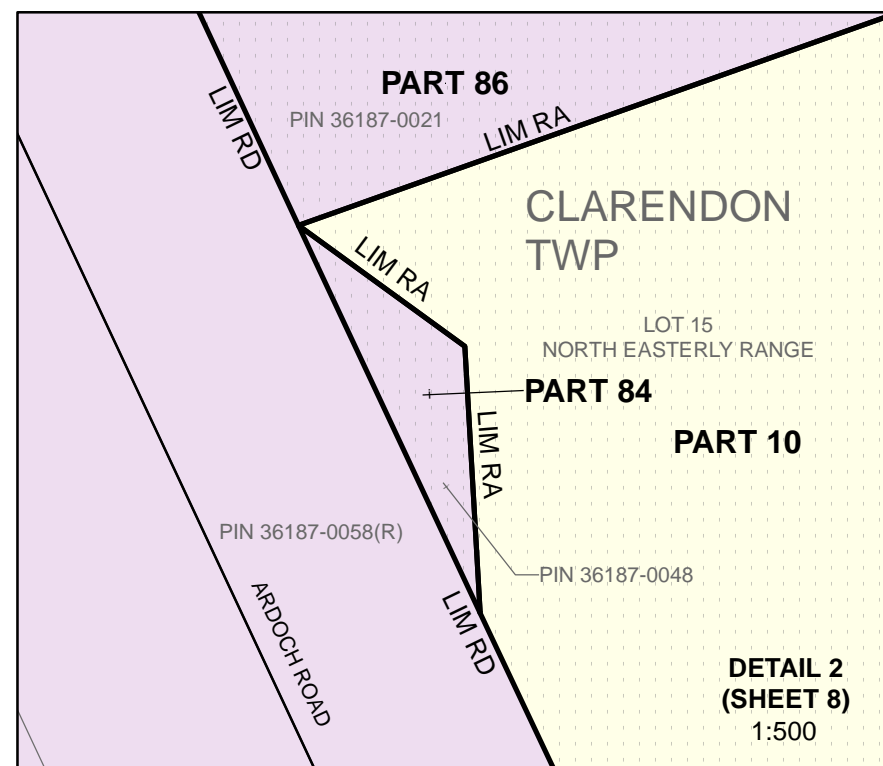 PART 86
PIN 36187-0021
LIM RD
LIM RA
CLARENDON
TWP
LIM RA
LOT 15
NORTH EASTERLY RANGE
PART 84
LIM RA
PART 10
PIN 36187-0058(R)
PIN 36187-0048
ARDOCH ROAD
LIM RD
DETAIL 2
(SHEET 8)
1:500